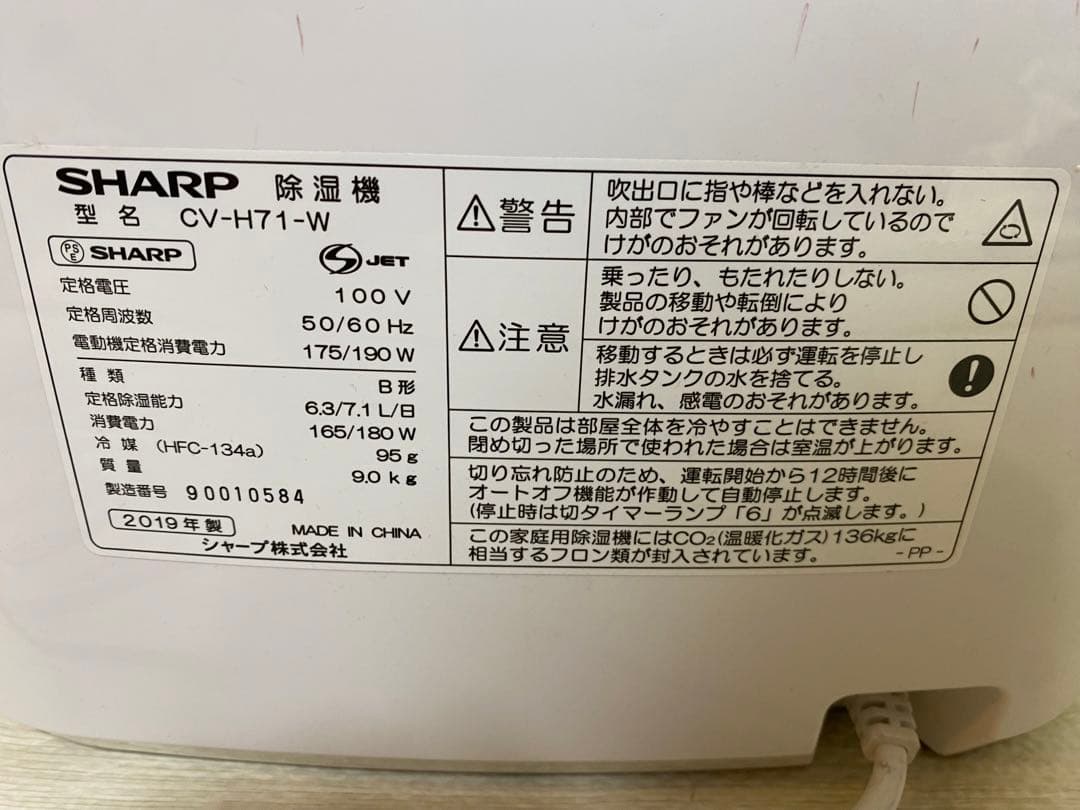 SHARP 除湿機
型名 CV-H71-W
PS
E
SHARP
S JET
定格電圧 100 V
定格周波数 50/60 Hz
電動機定格消費電力 175/190 W
種類 B形
定格除湿能力 6.3/7.1 L/日
消費電力 165/180 W
冷媒 (HFC-134a) 95 g
質量 9.0 kg
製造番号 90010584
2019年製 MADE IN CHINA
シャープ株式会社
⚠警告
吹出口に指や棒などを入れない。
内部でファンが回転しているので
けがのおそれがあります。
⚠注意
乗ったり、もたれたりしない。
製品の移動や転倒により
けがのおそれがあります。
移動するときは必ず運転を停止し
排水タンクの水を捨てる。
水漏れ、感電のおそれがあります。
この製品は部屋全体を冷やすことはできません。
閉め切った場所で使われた場合は室温が上がります。
切り忘れ防止のため、運転開始から12時間後に
オートオフ機能が作動して自動停止します。
(停止時は切タイマーランプ「6」が点滅します。)
この家庭用除湿機にはCO₂(温暖化ガス)136kgに
相当するフロン類が封入されています。
-PP-